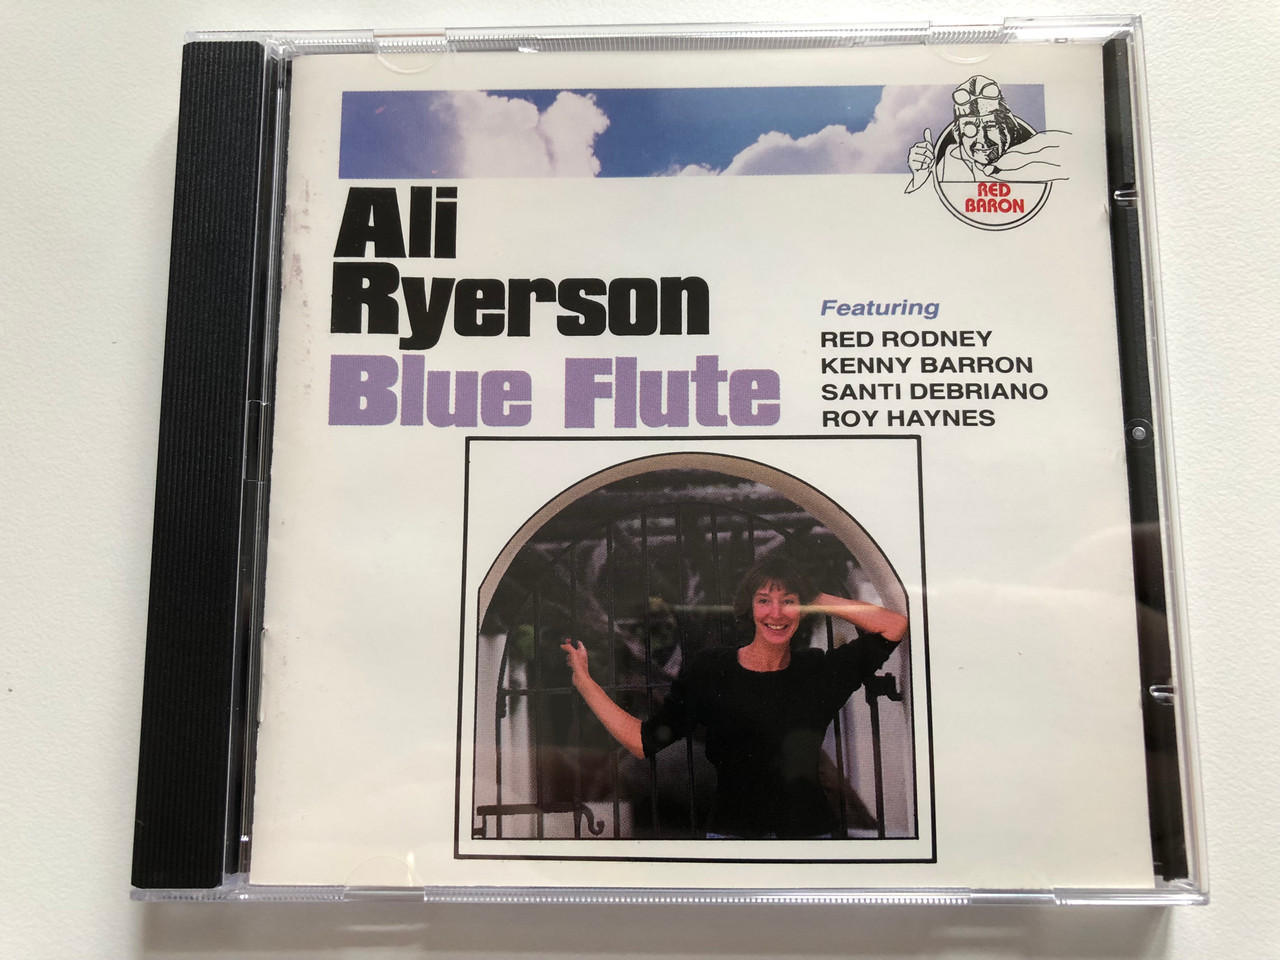 RED
BARON
Ali
Ryerson
Blue Flute
Featuring
RED RODNEY
KENNY BARRON
SANTI DEBRIANO
ROY HAYNES